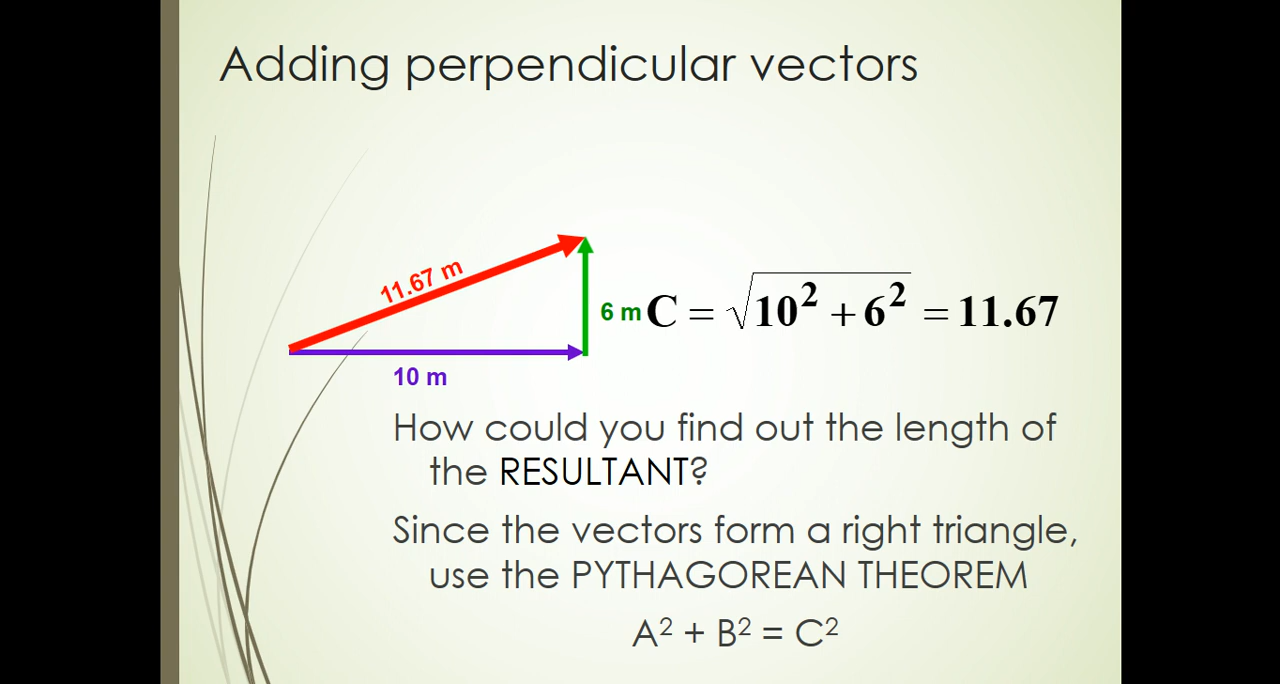 Adding perpendicular vectors
11.67 m
6 m
C = √10² + 6² = 11.67
10 m
How could you find out the length of
the RESULTANT?
Since the vectors form a right triangle,
use the PYTHAGOREAN THEOREM
A² + B² = C²